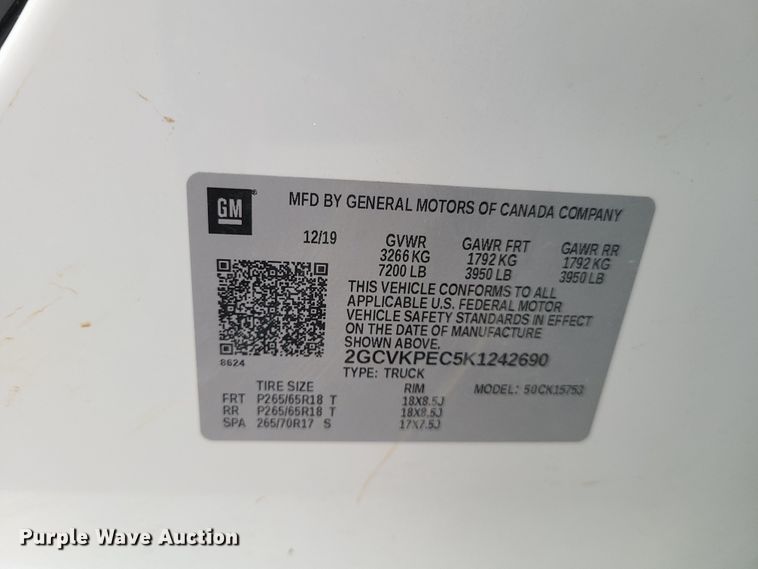 GM
MFD BY GENERAL MOTORS OF CANADA COMPANY
12/19 GVWR GAWR FRT GAWR RR
3266 KG 1792 KG 1792 KG
7200 LB 3950 LB 3950 LB
THIS VEHICLE CONFORMS TO ALL
APPLICABLE U.S. FEDERAL MOTOR
VEHICLE SAFETY STANDARDS IN EFFECT
ON THE DATE OF MANUFACTURE
SHOWN ABOVE.
8624
2GCVKPEC5K1242690
TYPE: TRUCK
TIRE SIZE RIM MODEL: 50CK15753
FRT P265/65R18 T 18X8.5J
RR P265/65R18 T 18X8.5J
SPA 265/70R17 S 17X7.5J
Purple Wave Auction